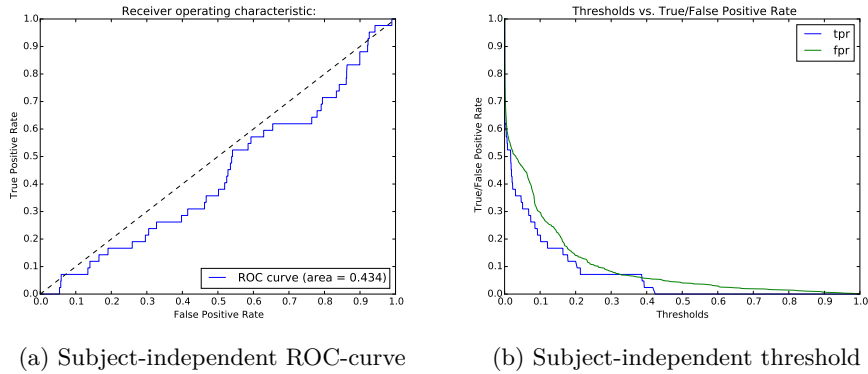 Receiver operating characteristic:
1.0
0.9
0.8
0.7
0.6
0.5
0.4
0.3
0.2
0.1
0.0
True Positive Rate
ROC curve (area = 0.434)
0.0 0.1 0.2 0.3 0.4 0.5 0.6 0.7 0.8 0.9 1.0
False Positive Rate
(a) Subject-independent ROC-curve
Thresholds vs. True/False Positive Rate
1.0
0.9
0.8
0.7
0.6
0.5
0.4
0.3
0.2
0.1
0.0
True/False Positive Rate
tpr
fpr
0.0 0.1 0.2 0.3 0.4 0.5 0.6 0.7 0.8 0.9 1.0
Thresholds
(b) Subject-independent threshold